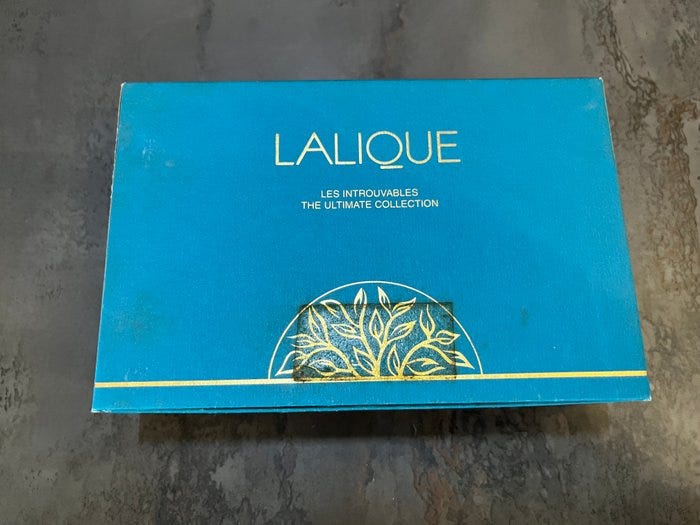 LALIQUE
LES INTROUVABLES
THE ULTIMATE COLLECTION